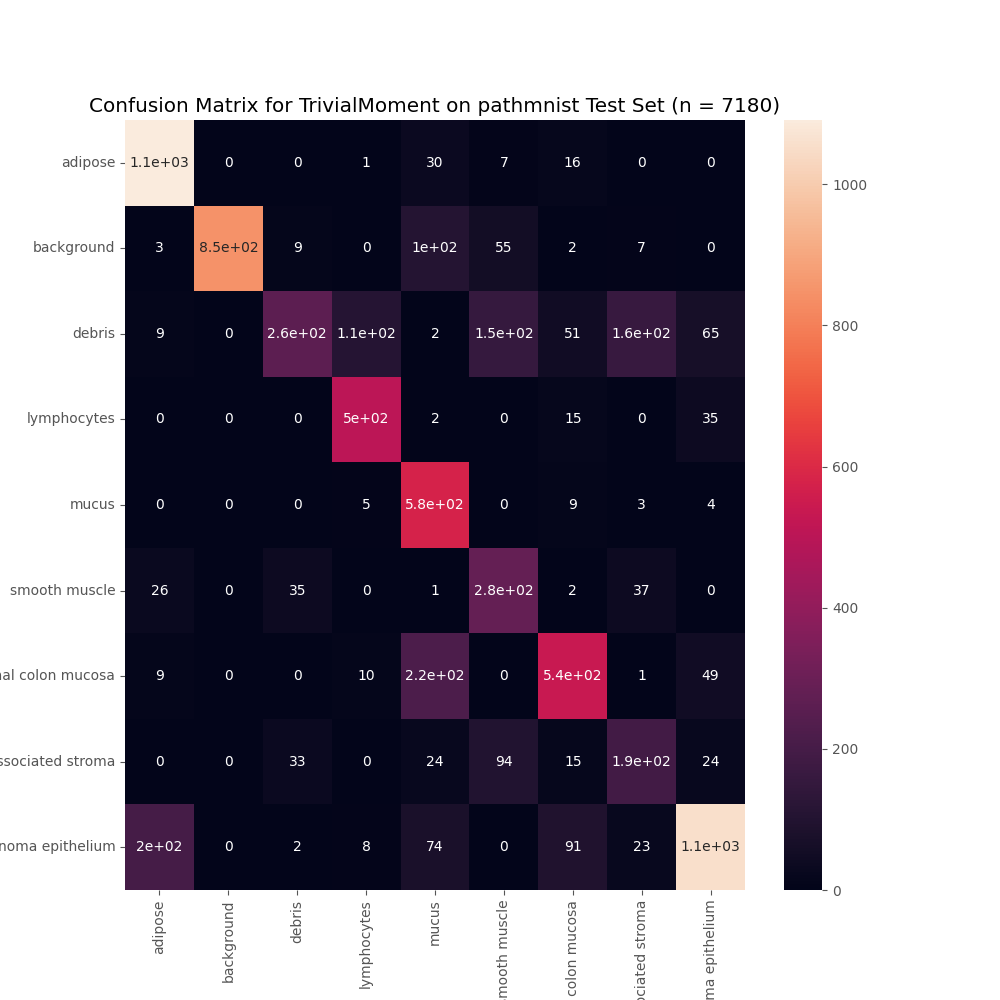 Confusion Matrix for TrivialMoment on pathmnist Test Set (n = 7180)
adipose 1.1e+03 0 0 1 30 7 16 0 0
background 3 8.5e+02 9 0 1e+02 55 2 7 0
debris 9 0 2.6e+02 1.1e+02 2 1.5e+02 51 1.6e+02 65
lymphocytes 0 0 0 5e+02 2 0 15 0 35
mucus 0 0 0 5 5.8e+02 0 9 3 4
smooth muscle 26 0 35 0 1 2.8e+02 2 37 0
nal colon mucosa 9 0 0 10 2.2e+02 0 5.4e+02 1 49
ssociated stroma 0 0 33 0 24 94 15 1.9e+02 24
noma epithelium 2e+02 0 2 8 74 0 91 23 1.1e+03
adipose
background
debris
lymphocytes
mucus
smooth muscle
colon mucosa
ciated stroma
ma epithelium
1000
800
600
400
200
0